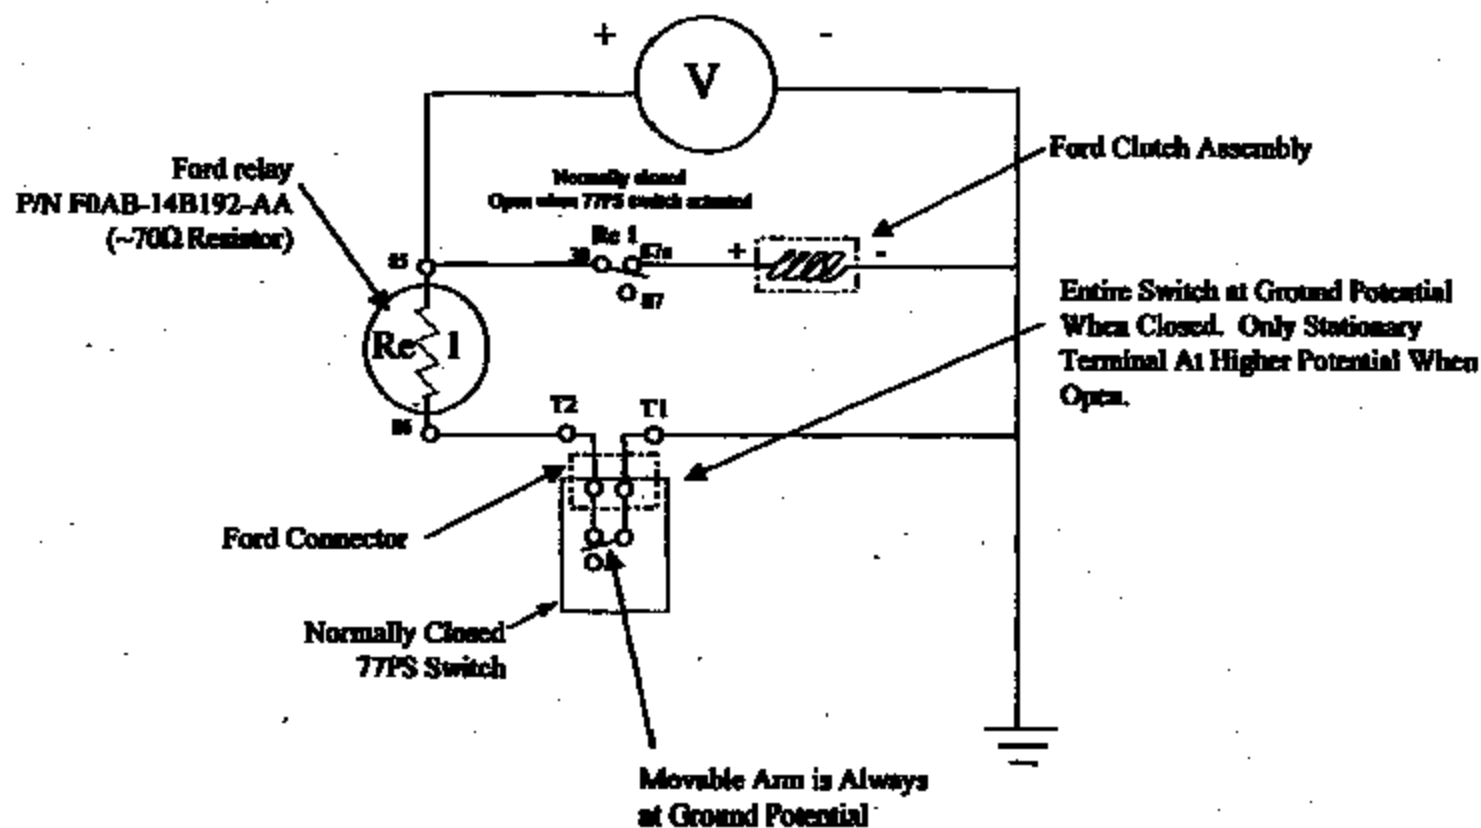 + -
V
Ford relay
P/N F0AB-14B192-AA
(~70Ω Resistor)
Normally closed
Open when 77PS switch actuated
Ford Clutch Assembly
Re 1
30 87a
+ -
85
87
Entire Switch at Ground Potential
When Closed. Only Stationary
Terminal At Higher Potential When
Open.
Re 1
T2 T1
86
Ford Connector
Normally Closed
77PS Switch
Movable Arm is Always
at Ground Potential